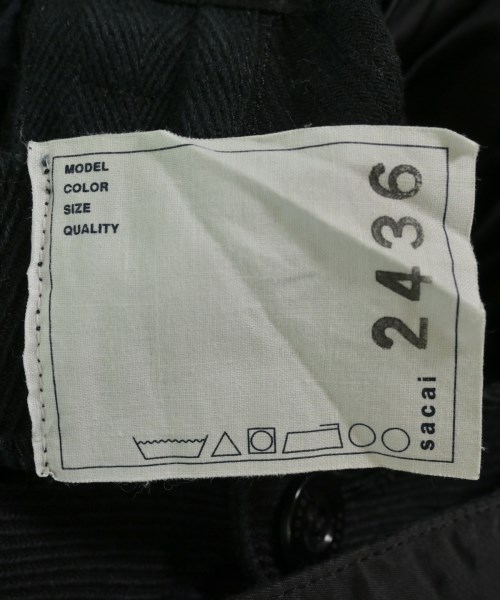 MODEL
COLOR
SIZE
QUALITY
2436
sacai